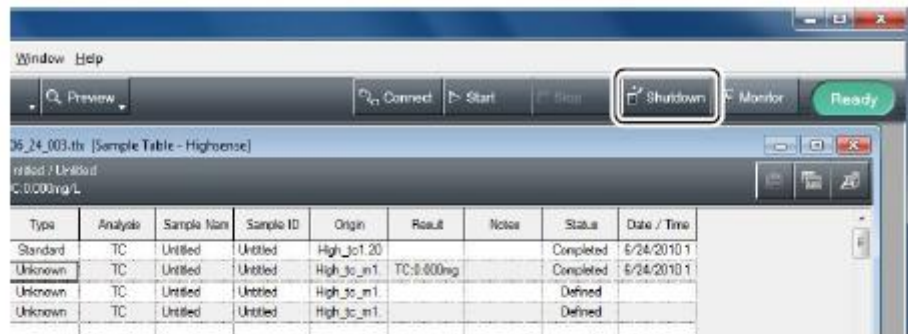 Window Help
Preview Connect Start Stop Shutdown Monitor Ready
06_24_003.tlx [Sample Table - Highsense]
ntitled / Untitled
C:0.000mg/L
Type Analysis Sample Nam Sample ID Origin Result Notes Status Date / Time
Standard TC Untitled Untitled High_tc1.20 Completed 6/24/2010 1
Unknown TC Untitled Untitled High_tc_m1. TC:0.000mg Completed 6/24/2010 1
Unknown TC Untitled Untitled High_tc_m1. Defined
Unknown TC Untitled Untitled High_tc_m1. Defined